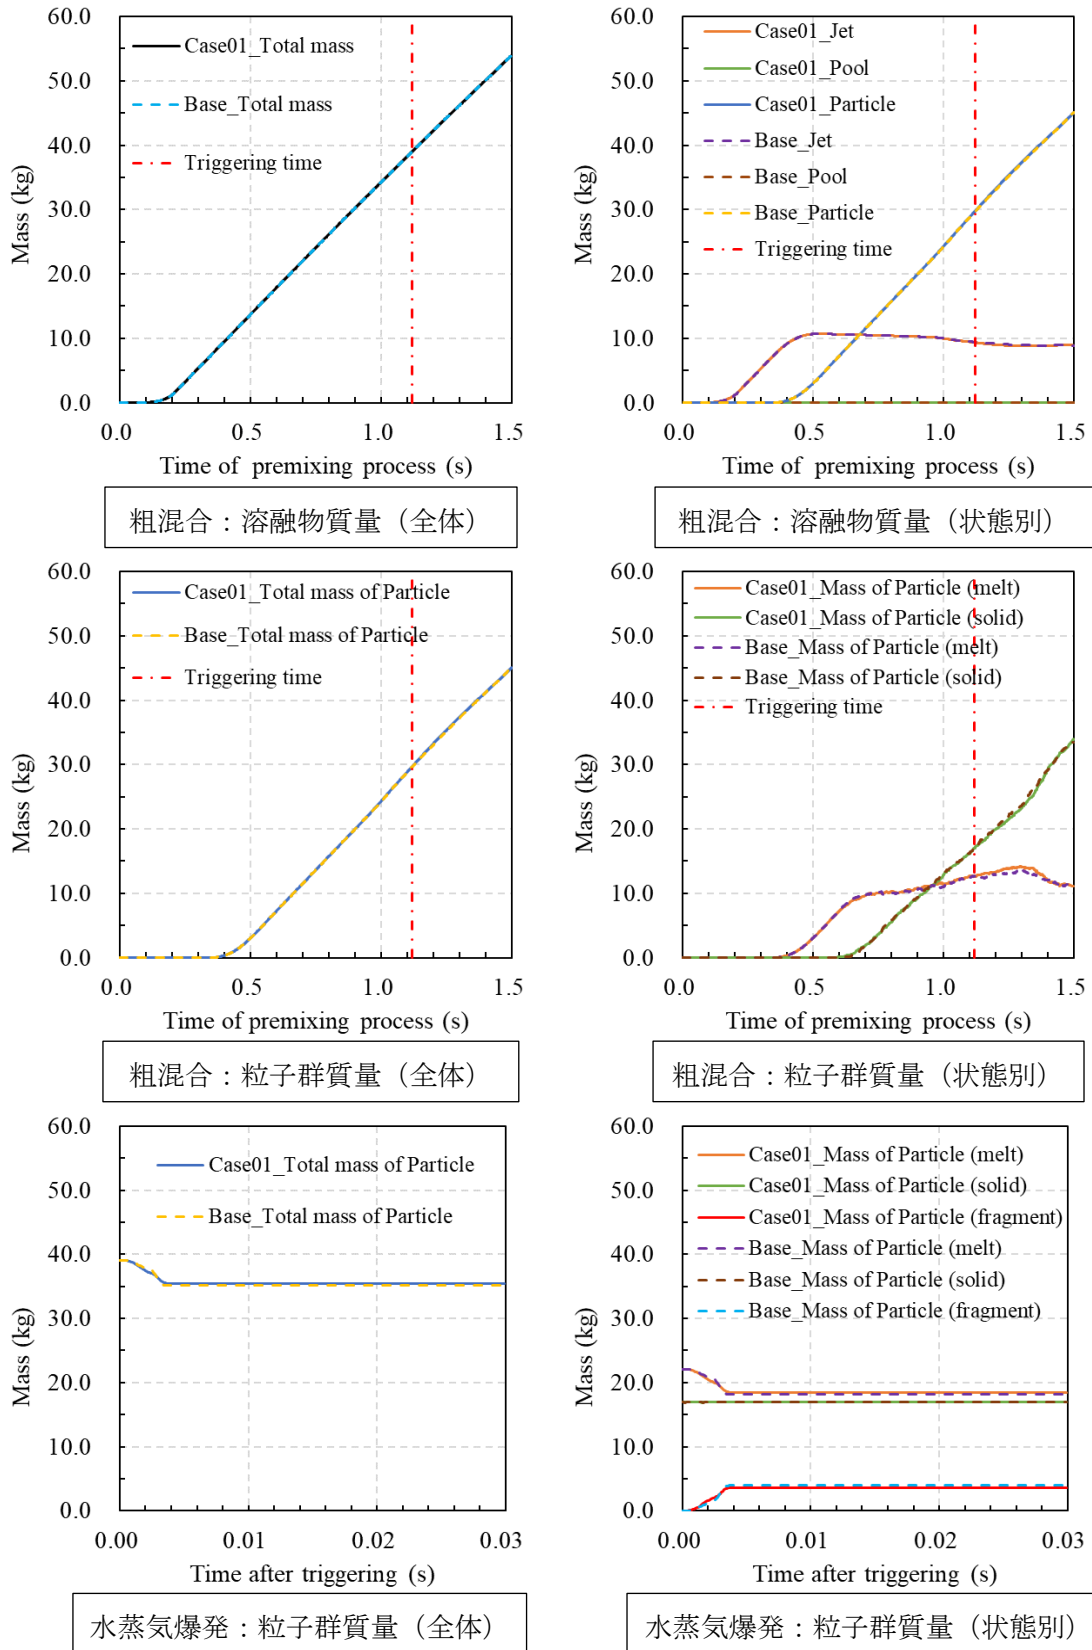 60.0
50.0
40.0
30.0
20.0
10.0
0.0
Mass (kg)
Case01_Total mass
Base_Total mass
Triggering time
0.0 0.5 1.0 1.5
Time of premixing process (s)
粗混合：溶融物質量（全体）
60.0
50.0
40.0
30.0
20.0
10.0
0.0
Mass (kg)
Case01_Jet
Case01_Pool
Case01_Particle
Base_Jet
Base_Pool
Base_Particle
Triggering time
0.0 0.5 1.0 1.5
Time of premixing process (s)
粗混合：溶融物質量（状態別）
60.0
50.0
40.0
30.0
20.0
10.0
0.0
Mass (kg)
Case01_Total mass of Particle
Base_Total mass of Particle
Triggering time
0.0 0.5 1.0 1.5
Time of premixing process (s)
粗混合：粒子群質量（全体）
60.0
50.0
40.0
30.0
20.0
10.0
0.0
Mass (kg)
Case01_Mass of Particle (melt)
Case01_Mass of Particle (solid)
Base_Mass of Particle (melt)
Base_Mass of Particle (solid)
Triggering time
0.0 0.5 1.0 1.5
Time of premixing process (s)
粗混合：粒子群質量（状態別）
60.0
50.0
40.0
30.0
20.0
10.0
0.0
Mass (kg)
Case01_Total mass of Particle
Base_Total mass of Particle
0.00 0.01 0.02 0.03
Time after triggering (s)
水蒸気爆発：粒子群質量（全体）
60.0
50.0
40.0
30.0
20.0
10.0
0.0
Mass (kg)
Case01_Mass of Particle (melt)
Case01_Mass of Particle (solid)
Case01_Mass of Particle (fragment)
Base_Mass of Particle (melt)
Base_Mass of Particle (solid)
Base_Mass of Particle (fragment)
0.00 0.01 0.02 0.03
Time after triggering (s)
水蒸気爆発：粒子群質量（状態別）